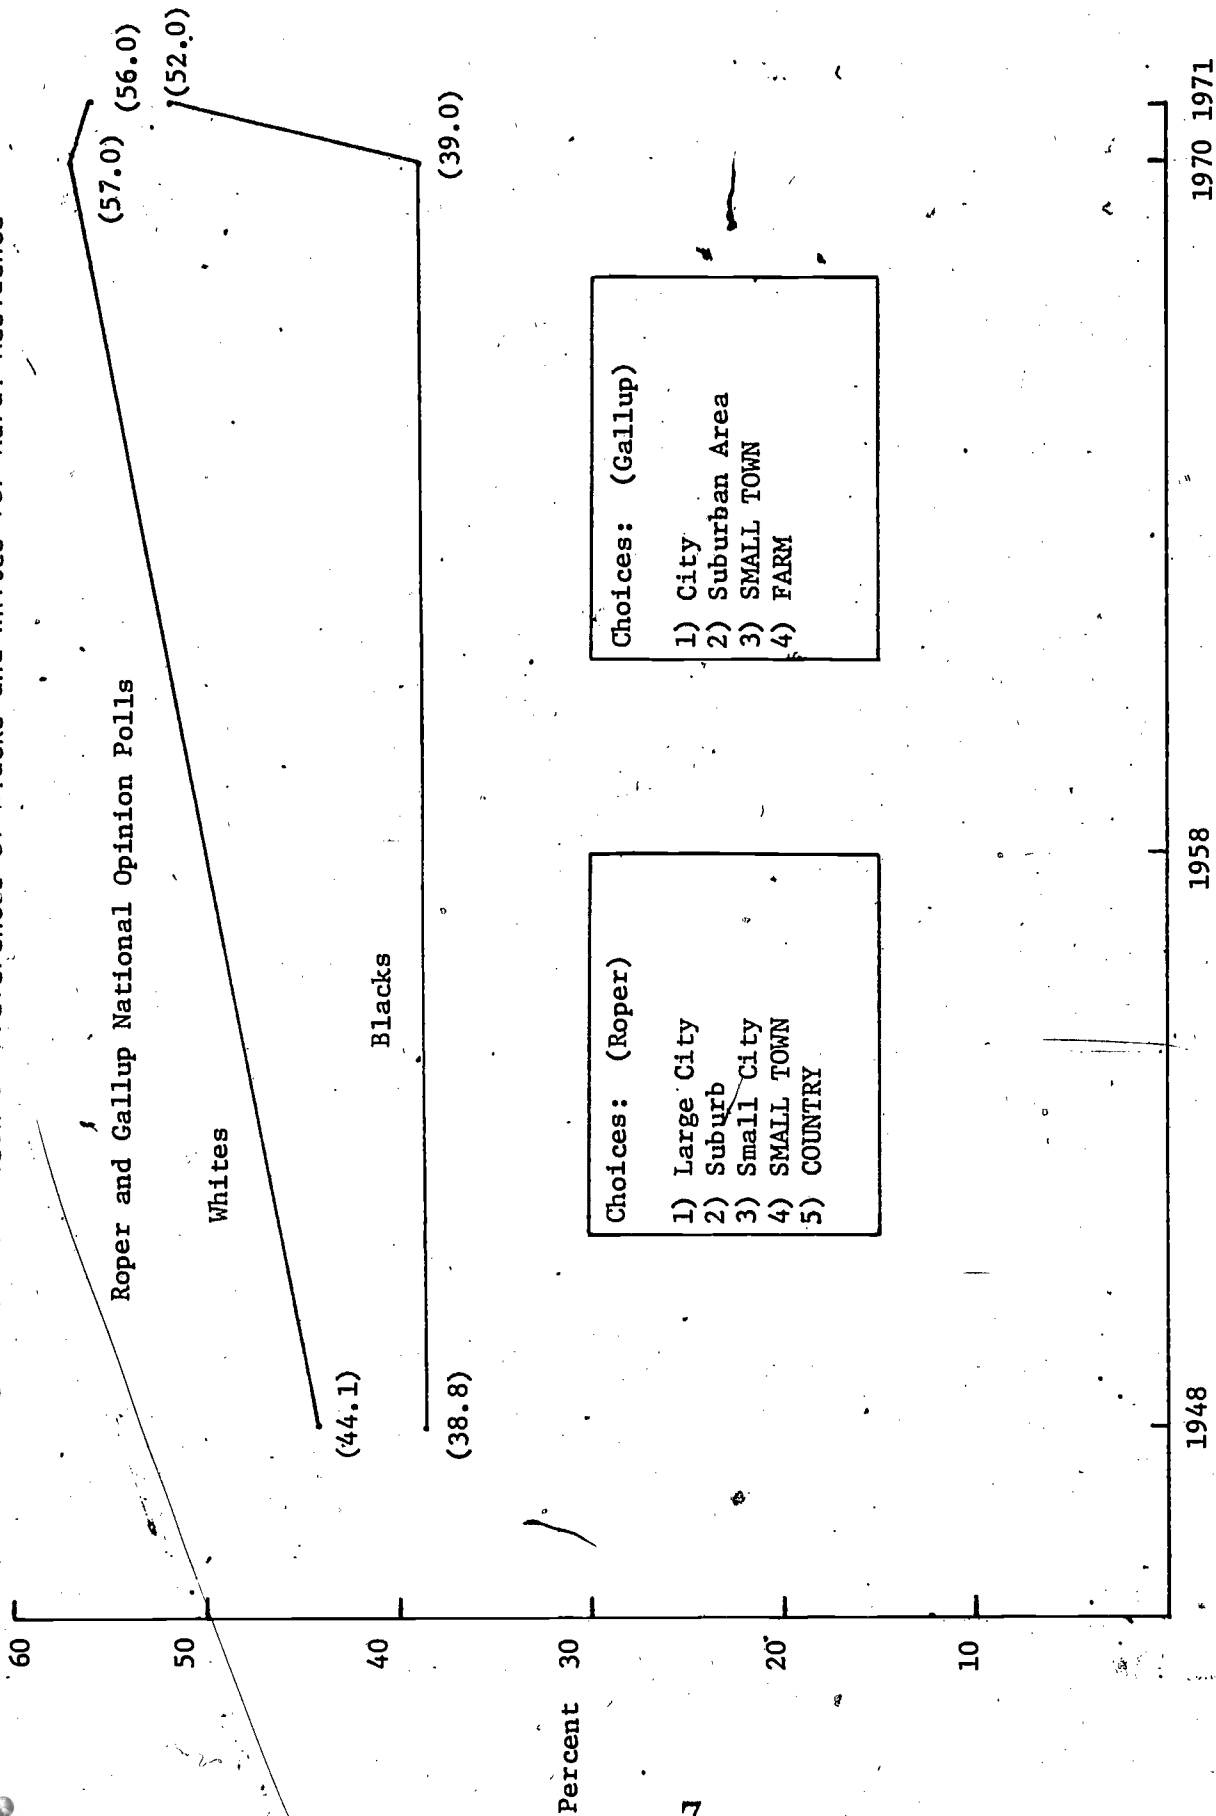 Roper and Gallup National Opinion Polls
60
50
40
Percent 30
20
10
Whites
Blacks
(44.1)
(38.8)
(57.0)
(56.0)
(52.0)
(39.0)
Choices: (Roper)
1) Large City
2) Suburb
3) Small City
4) SMALL TOWN
5) COUNTRY
Choices: (Gallup)
1) City
2) Suburban Area
3) SMALL TOWN
4) FARM
1948
1958
1970
1971
7